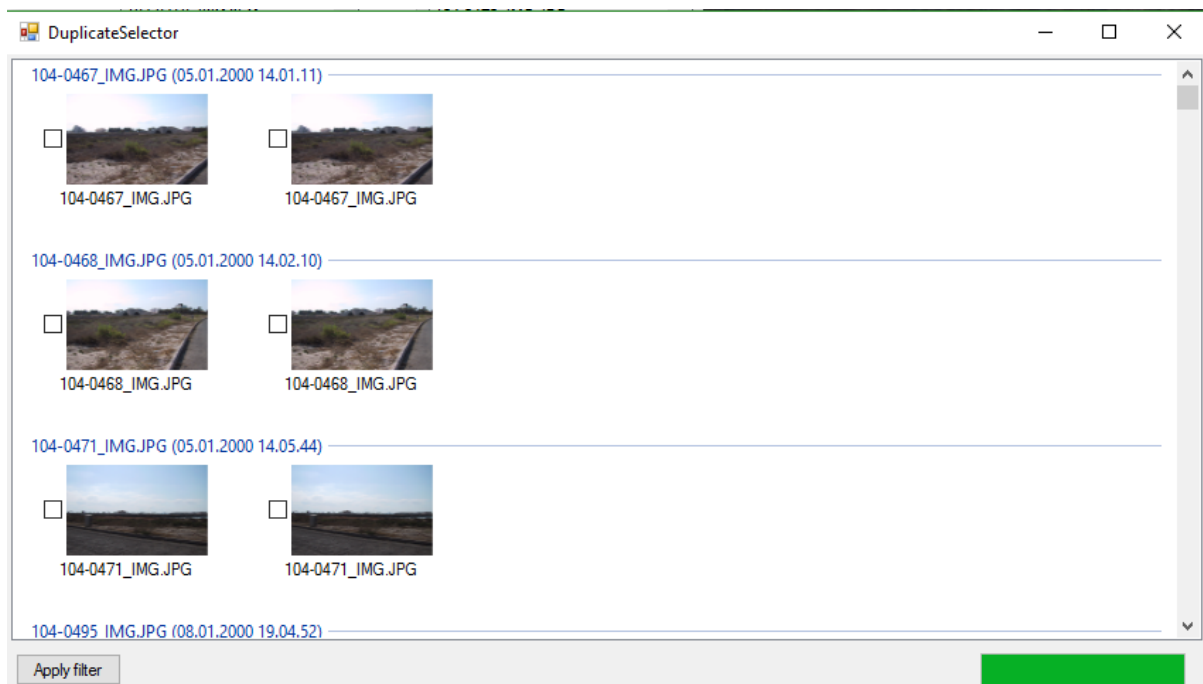 DuplicateSelector
104-0467_IMG.JPG (05.01.2000 14.01.11)
104-0467_IMG.JPG 104-0467_IMG.JPG
104-0468_IMG.JPG (05.01.2000 14.02.10)
104-0468_IMG.JPG 104-0468_IMG.JPG
104-0471_IMG.JPG (05.01.2000 14.05.44)
104-0471_IMG.JPG 104-0471_IMG.JPG
104-0495_IMG.JPG (08.01.2000 19.04.52)
Apply filter